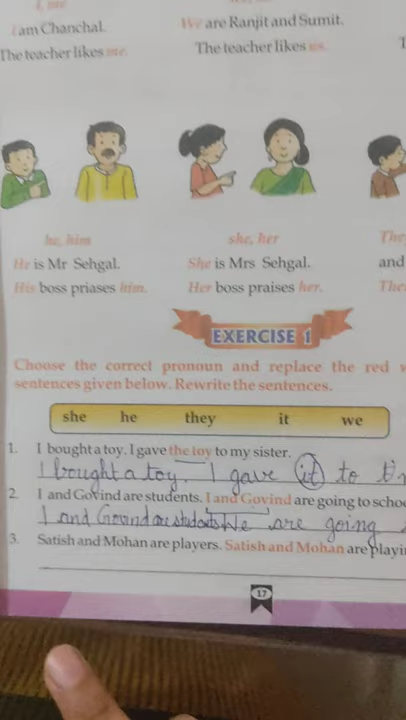 I, me
I am Chanchal.
We are Ranjit and Sumit.
The teacher likes me.
The teacher likes us.
he, him
she, her
The
He is Mr Sehgal.
She is Mrs Sehgal.
and
His boss priases him.
Her boss praises her.
The
EXERCISE 1
Choose the correct pronoun and replace the red w
sentences given below. Rewrite the sentences.
she he they it we
1. I bought a toy. I gave the toy to my sister.
I bought a toy. I gave it to
2. I and Govind are students. I and Govind are going to schoo
I and Govind are students We are going
3. Satish and Mohan are players. Satish and Mohan are playi
17